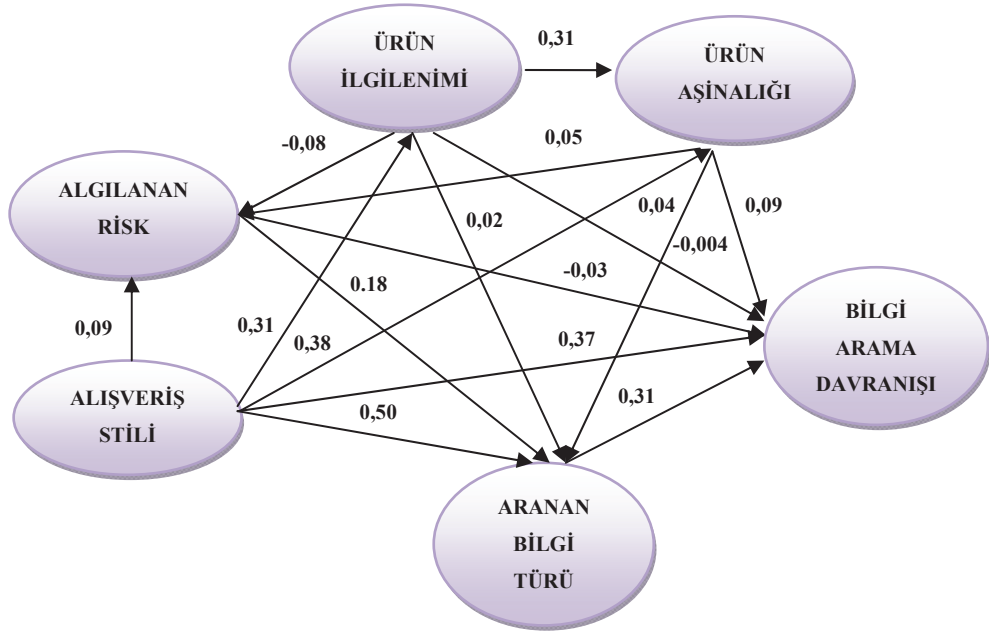 ÜRÜN
İLGİLENİMİ
0,31
ÜRÜN
AŞİNALIĞI
-0,08
0,05
ALGILANAN
RİSK
0,02
0,04
0,09
-0,004
0.18
-0,03
0,09
0,31
0,38
0,37
BİLGİ
ARAMA
DAVRANIŞI
ALIŞVERİŞ
STİLİ
0,50
0,31
ARANAN
BİLGİ
TÜRÜ